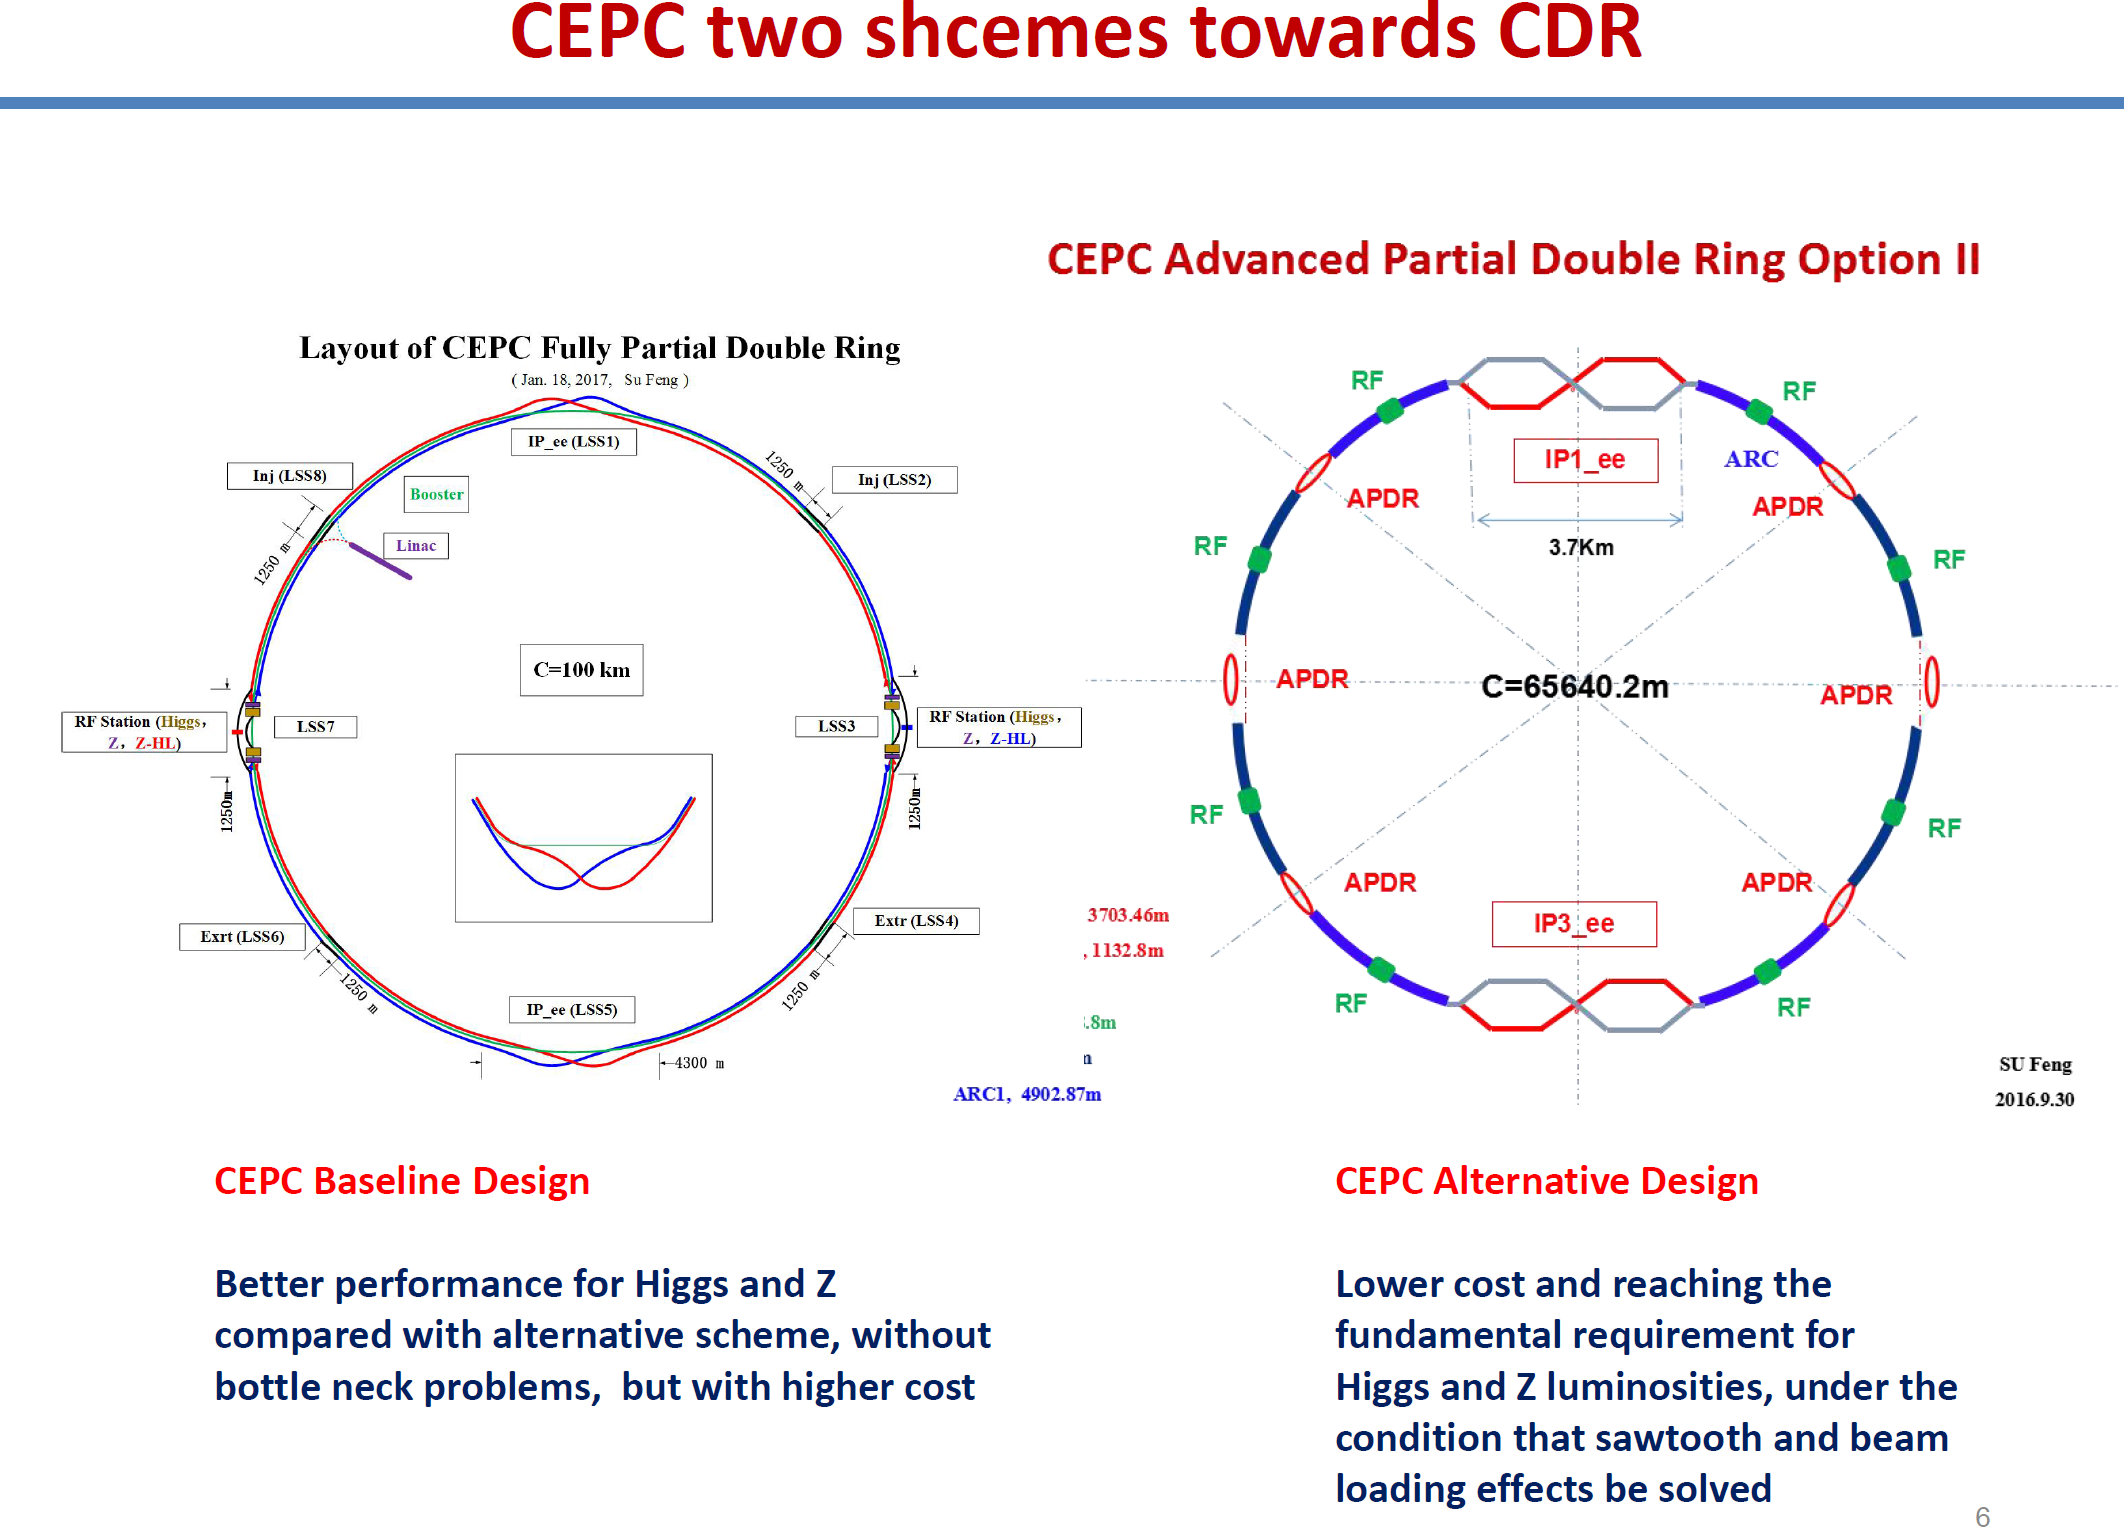 CEPC two shcemes towards CDR
CEPC Advanced Partial Double Ring Option II
Layout of CEPC Fully Partial Double Ring
( Jan. 18, 2017, Su Feng )
IP_ee (LSS1)
Inj (LSS8)
Booster
Linac
1250 m
1250 m
Inj (LSS2)
C=100 km
RF Station (Higgs,
Z, Z-HL)
LSS7
LSS3
RF Station (Higgs,
Z, Z-HL)
1250m
1250m
Exrt (LSS6)
1250 m
Extr (LSS4)
1250 m
IP_ee (LSS5)
4300 m
RF
RF
IP1_ee
ARC
APDR
APDR
3.7Km
RF
RF
APDR
C=65640.2m
APDR
RF
RF
APDR
APDR
IP3_ee
RF
RF
3703.46m
, 1132.8m
.8m
ARC1, 4902.87m
SU Feng
2016.9.30
CEPC Baseline Design
Better performance for Higgs and Z
compared with alternative scheme, without
bottle neck problems, but with higher cost
CEPC Alternative Design
Lower cost and reaching the
fundamental requirement for
Higgs and Z luminosities, under the
condition that sawtooth and beam
loading effects be solved
6